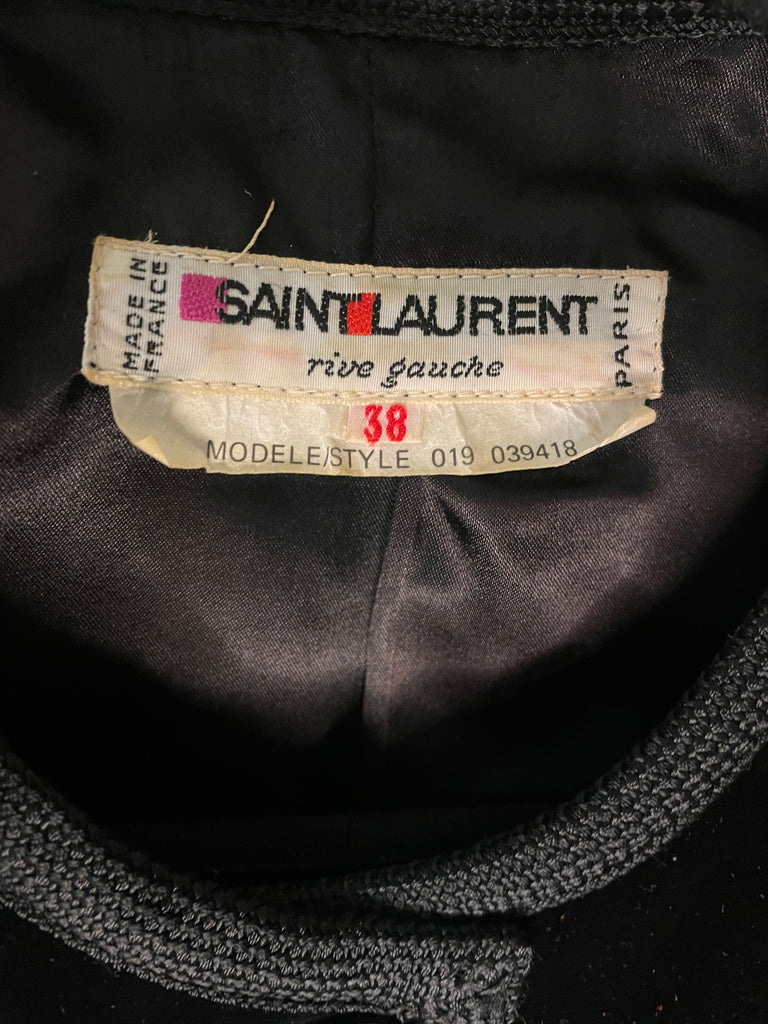 MADE IN
FRANCE
SAINT LAURENT
rive gauche
PARIS
38
MODELE/STYLE 019 039418